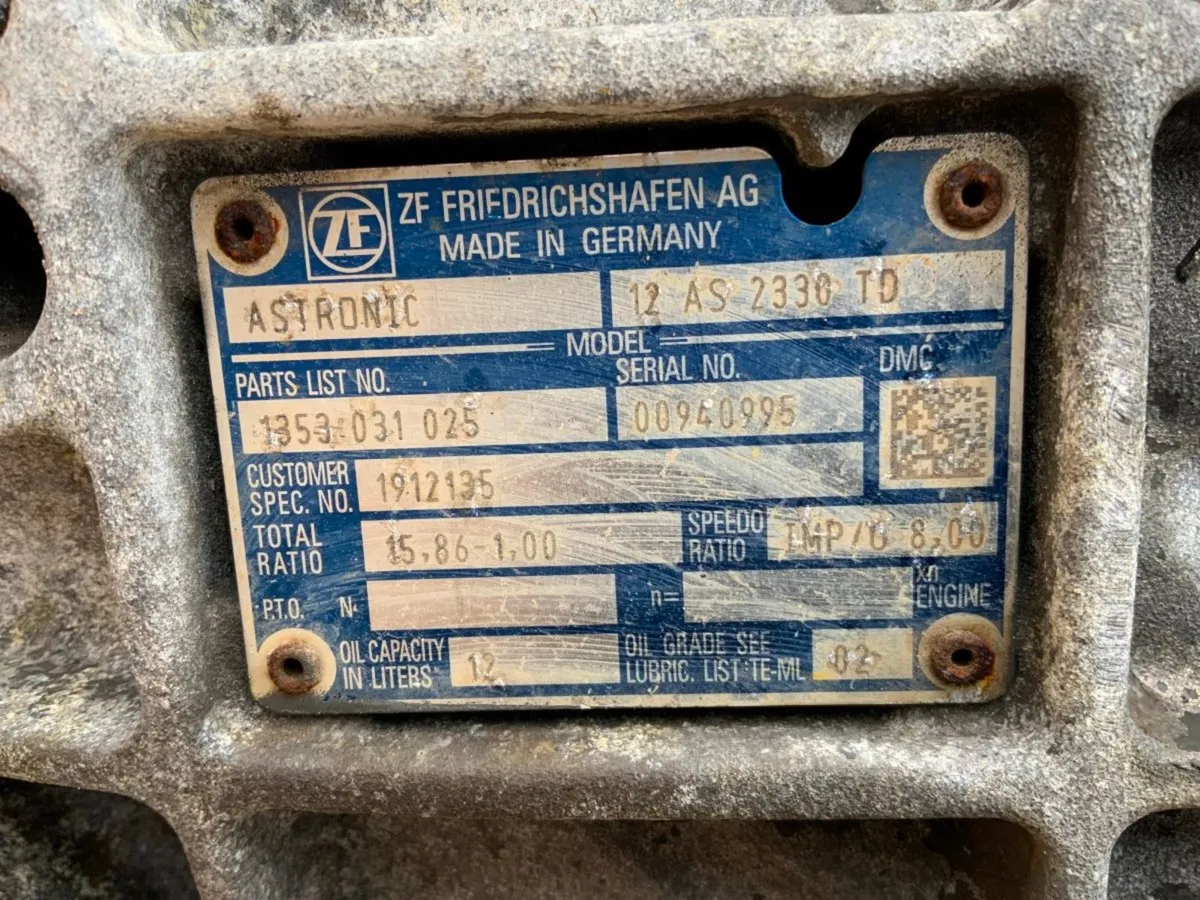 ZF
ZF FRIEDRICHSHAFEN AG
MADE IN GERMANY
ASTRONIC
12 AS 2330 TD
MODEL
PARTS LIST NO.
SERIAL NO.
DMC
1353 031 025
00940995
CUSTOMER
SPEC. NO.
1912135
TOTAL
RATIO
15,86-1,00
SPEEDO
RATIO
IMP/U 8,00
P.T.O.
N
n=
xn
ENGINE
OIL CAPACITY
IN LITERS
12
OIL GRADE SEE
LUBRIC. LIST TE-ML
02